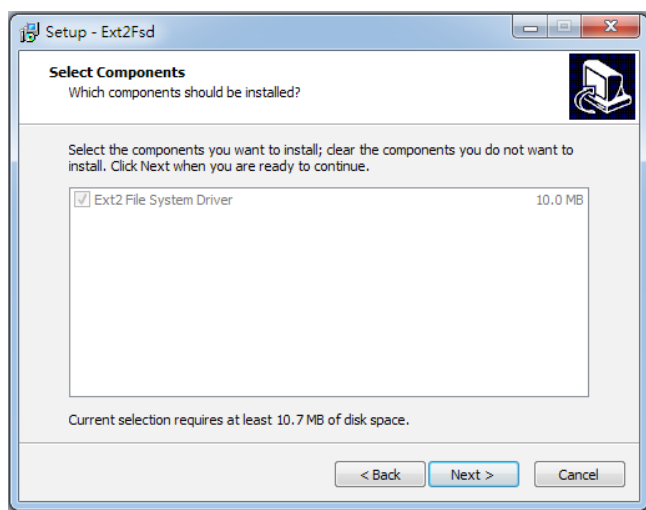 Setup - Ext2Fsd
Select Components
Which components should be installed?
Select the components you want to install; clear the components you do not want to
install. Click Next when you are ready to continue.
Ext2 File System Driver 10.0 MB
Current selection requires at least 10.7 MB of disk space.
< Back Next > Cancel